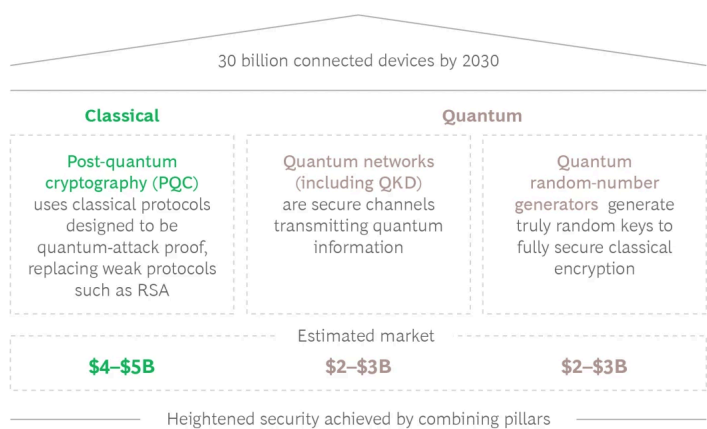 30 billion connected devices by 2030
Classical
Quantum
Post-quantum
cryptography (PQC)
uses classical protocols
designed to be
quantum-attack proof,
replacing weak protocols
such as RSA
Quantum networks
(including QKD)
are secure channels
transmitting quantum
information
Quantum
random-number
generators generate
truly random keys to
fully secure classical
encryption
Estimated market
$4–$5B
$2–$3B
$2–$3B
Heightened security achieved by combining pillars